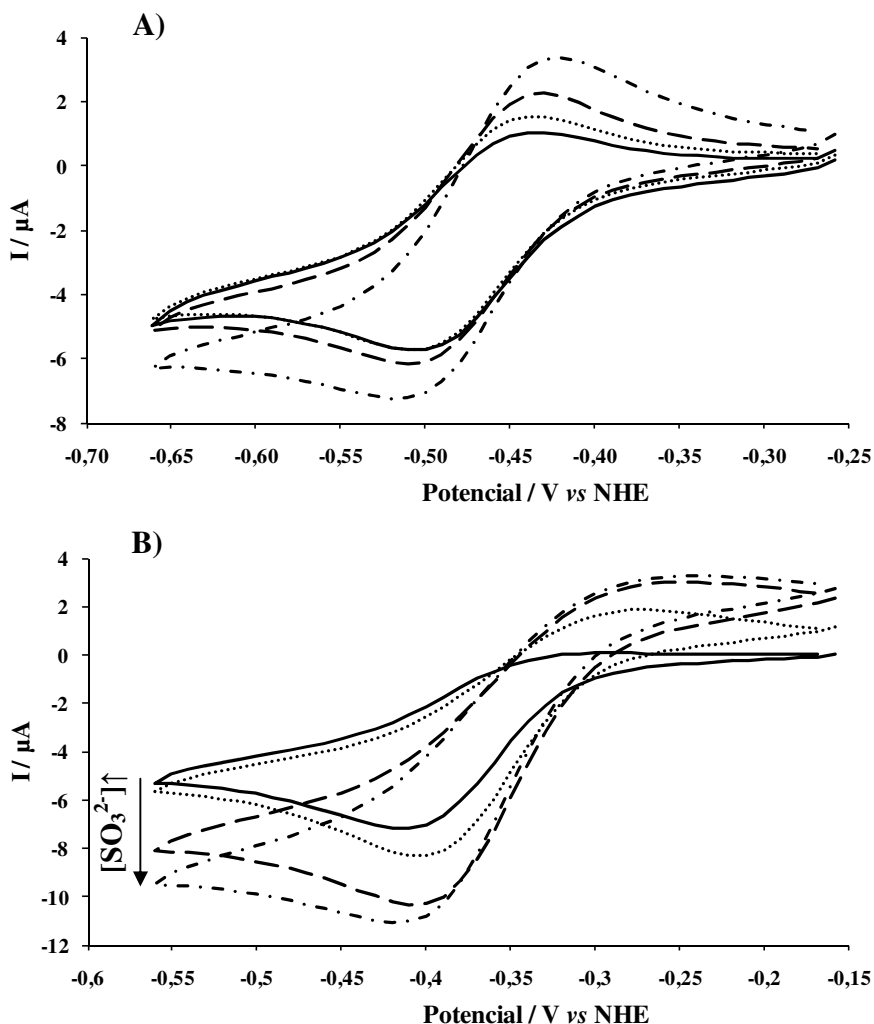 A)
4
2
0
-2
-4
-6
-8
I / µA
-0,70 -0,65 -0,60 -0,55 -0,50 -0,45 -0,40 -0,35 -0,30 -0,25
Potencial / V vs NHE
B)
4
2
0
-2
-4
-6
-8
-10
-12
I / µA
[SO₃²⁻]↑
-0,6 -0,55 -0,5 -0,45 -0,4 -0,35 -0,3 -0,25 -0,2 -0,15
Potencial / V vs NHE